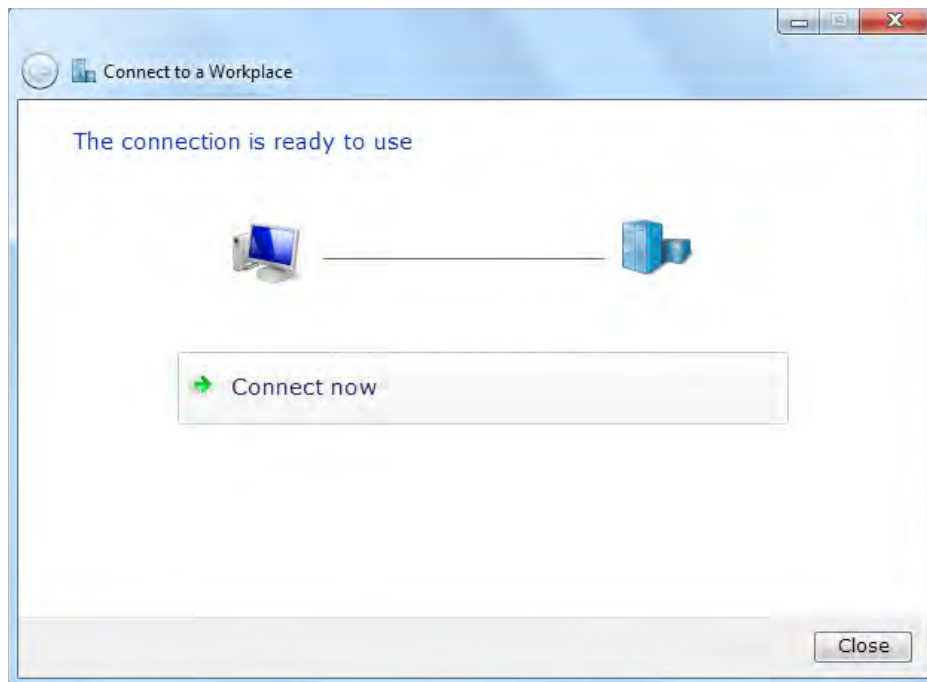 Connect to a Workplace
The connection is ready to use
Connect now
Close